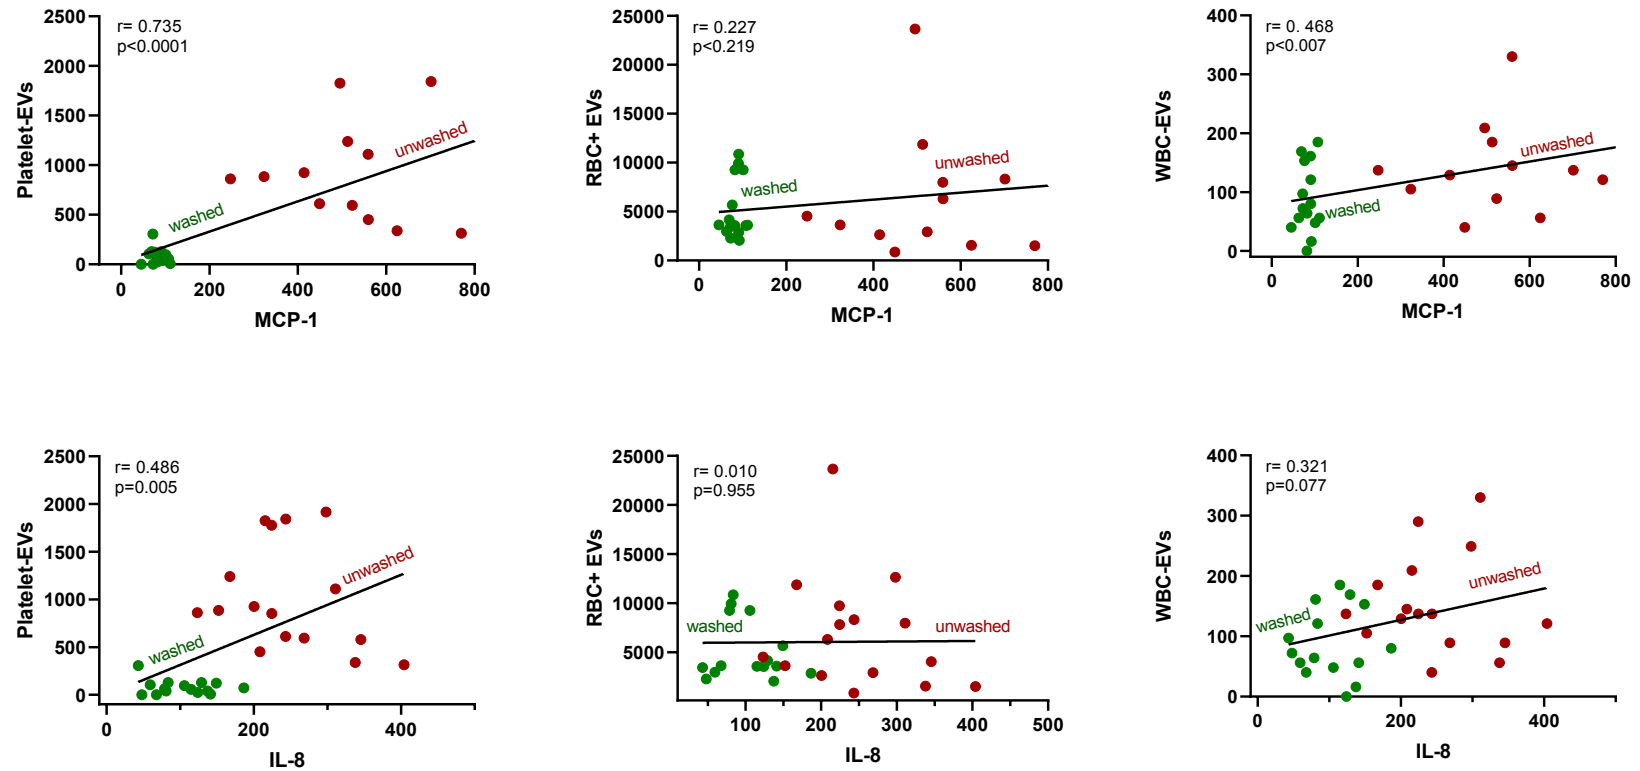 r= 0.735
p<0.0001
Platelet-EVs
2500
2000
1500
1000
500
0
washed
unwashed
0 200 400 600 800
MCP-1
r= 0.227
p<0.219
RBC+ EVs
25000
20000
15000
10000
5000
0
washed
unwashed
0 200 400 600 800
MCP-1
r= 0. 468
p<0.007
WBC-EVs
400
300
200
100
0
washed
unwashed
0 200 400 600 800
MCP-1
r= 0.486
p=0.005
Platelet-EVs
2500
2000
1500
1000
500
0
washed
unwashed
0 200 400
IL-8
r= 0.010
p=0.955
RBC+ EVs
25000
20000
15000
10000
5000
washed
unwashed
100 200 300 400 500
IL-8
r= 0.321
p=0.077
WBC-EVs
400
300
200
100
0
washed
unwashed
0 200 400
IL-8